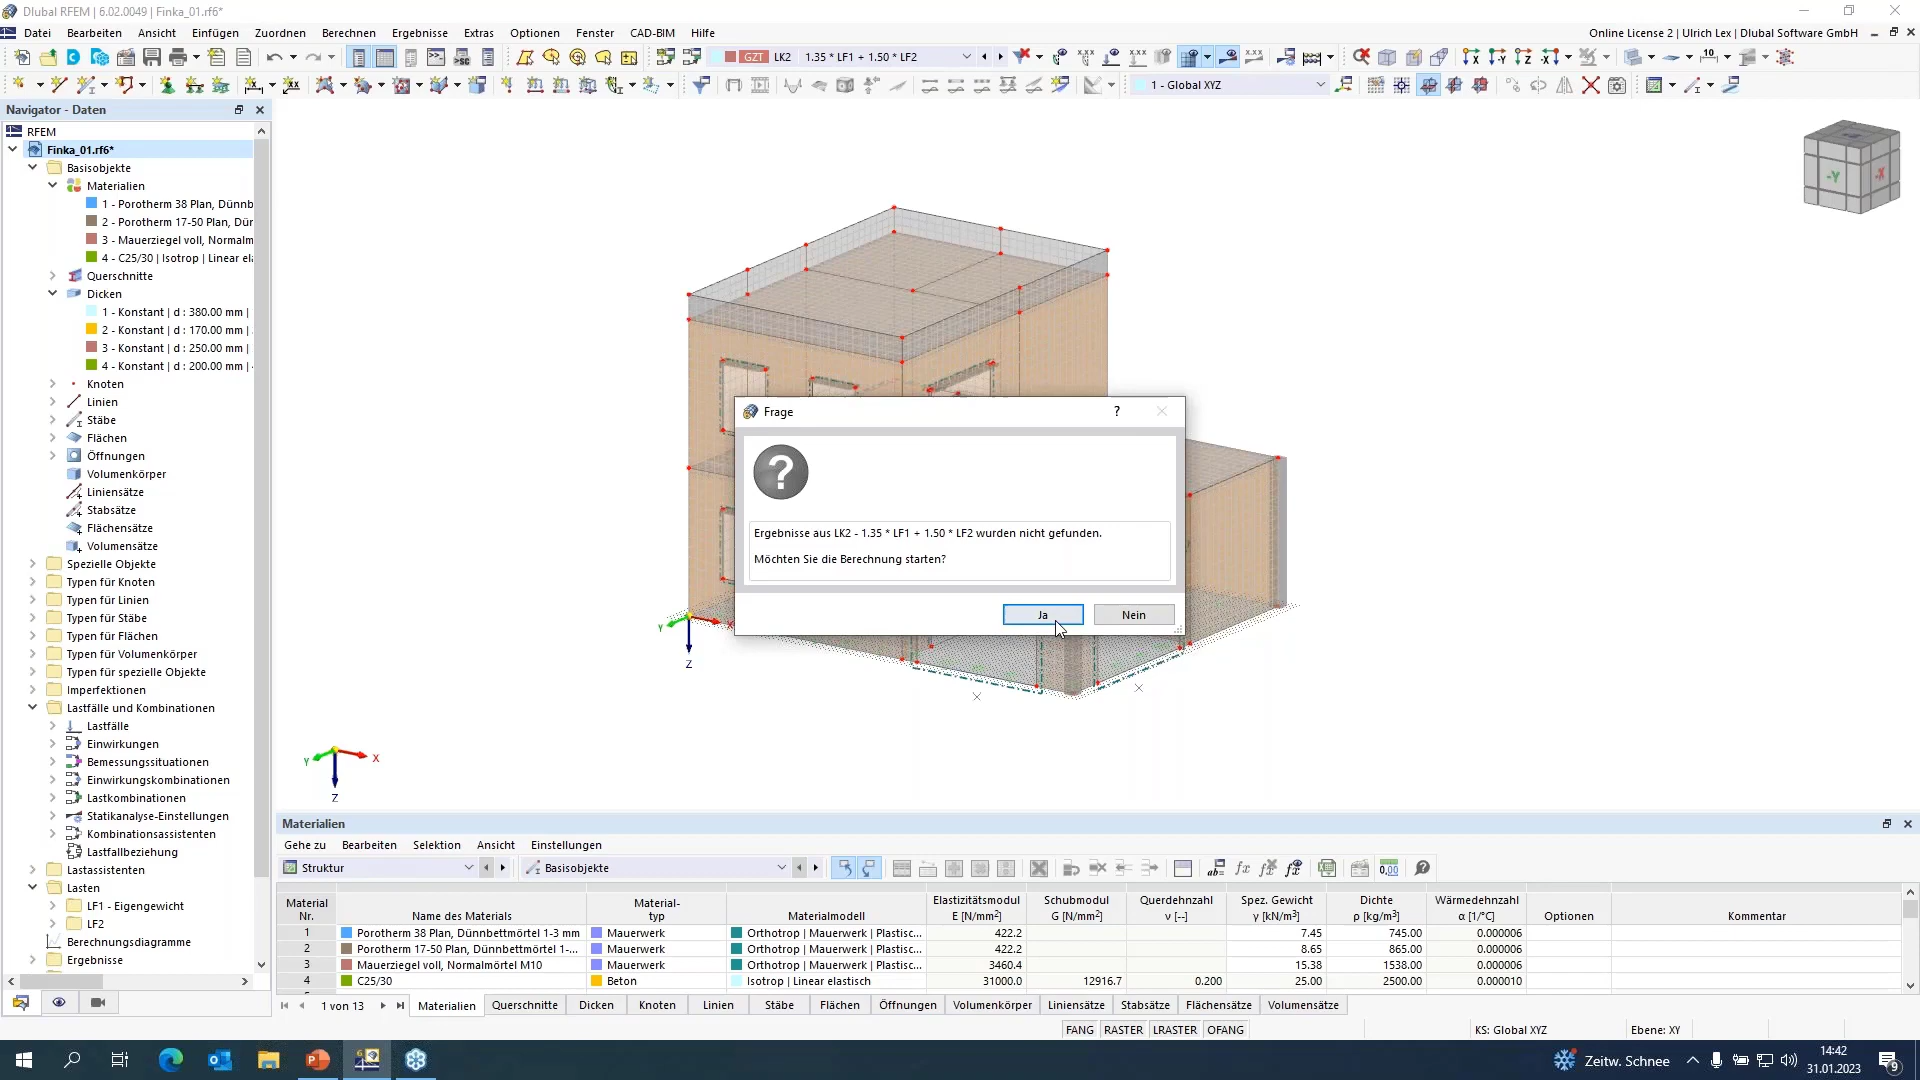 Dlubal RFEM | 6.02.0049 | Finka_01.rf6*
Datei Bearbeiten Ansicht Einfügen Zuordnen Berechnen Ergebnisse Extras Optionen Fenster CAD-BIM Hilfe
Online License 2 | Ulrich Lex | Dlubal Software GmbH
GZT LK2 1.35 * LF1 + 1.50 * LF2
1 - Global XYZ
Navigator - Daten
RFEM
Finka_01.rf6*
Basisobjekte
Materialien
1 - Porotherm 38 Plan, Dünnb
2 - Porotherm 17-50 Plan, Dür
3 - Mauerziegel voll, Normalm
4 - C25/30 | Isotrop | Linear ela
Querschnitte
Dicken
1 - Konstant | d : 380.00 mm |
2 - Konstant | d : 170.00 mm |
3 - Konstant | d : 250.00 mm |
4 - Konstant | d : 200.00 mm |
Knoten
Linien
Stäbe
Flächen
Öffnungen
Volumenkörper
Liniensätze
Stabsätze
Flächensätze
Volumensätze
Spezielle Objekte
Typen für Knoten
Typen für Linien
Typen für Stäbe
Typen für Flächen
Typen für Volumenkörper
Typen für spezielle Objekte
Imperfektionen
Lastfälle und Kombinationen
Lastfälle
Einwirkungen
Bemessungssituationen
Einwirkungskombinationen
Lastkombinationen
Statikanalyse-Einstellungen
Kombinationsassistenten
Lastfallbeziehung
Lastassistenten
Lasten
LF1 - Eigengewicht
LF2
Berechnungsdiagramme
Ergebnisse
-Y -X
Frage
?
Ergebnisse aus LK2 - 1.35 * LF1 + 1.50 * LF2 wurden nicht gefunden.
Möchten Sie die Berechnung starten?
Ja Nein
Y X
Z
Y X
Z
Materialien
Gehe zu Bearbeiten Selektion Ansicht Einstellungen
Struktur Basisobjekte
Material Nr. Name des Materials Material-typ Materialmodell Elastizitätsmodul E [N/mm²] Schubmodul G [N/mm²] Querdehnzahl ν [--] Spez. Gewicht γ [kN/m³] Dichte ρ [kg/m³] Wärmedehnzahl α [1/°C] Optionen Kommentar
1 Porotherm 38 Plan, Dünnbettmörtel 1-3 mm Mauerwerk Orthotrop | Mauerwerk | Plastisc... 422.2 7.45 745.00 0.000006
2 Porotherm 17-50 Plan, Dünnbettmörtel 1-... Mauerwerk Orthotrop | Mauerwerk | Plastisc... 422.2 8.65 865.00 0.000006
3 Mauerziegel voll, Normalmörtel M10 Mauerwerk Orthotrop | Mauerwerk | Plastisc... 3460.4 15.38 1538.00 0.000006
4 C25/30 Beton Isotrop | Linear elastisch 31000.0 12916.7 0.200 25.00 2500.00 0.000010
1 von 13 Materialien Querschnitte Dicken Knoten Linien Stäbe Flächen Öffnungen Volumenkörper Liniensätze Stabsätze Flächensätze Volumensätze
FANG RASTER LRASTER OFANG KS: Global XYZ Ebene: XY
Zeitw. Schnee
14:42
31.01.2023
9